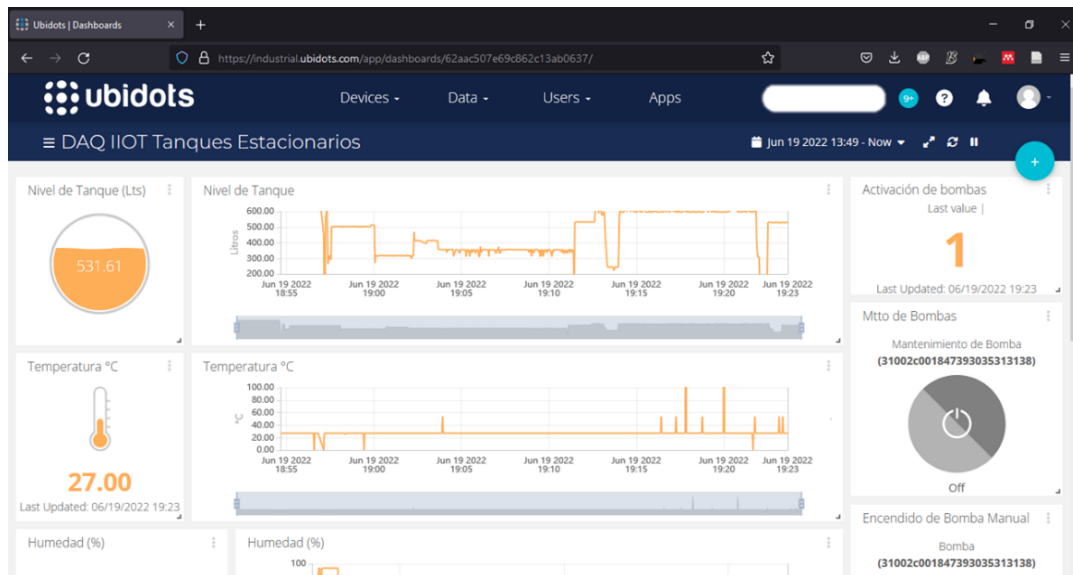 Ubidots | Dashboards
https://industrial.ubidots.com/app/dashboards/62aac507e69c862c13ab0637/
ubidots
Devices
Data
Users
Apps
9+
?
DAQ IIOT Tanques Estacionarios
Jun 19 2022 13:49 - Now
+
Nivel de Tanque (Lts)
531.61
Nivel de Tanque
Litros
600.00
500.00
400.00
300.00
200.00
Jun 19 2022
18:55
Jun 19 2022
19:00
Jun 19 2022
19:05
Jun 19 2022
19:10
Jun 19 2022
19:15
Jun 19 2022
19:20
Jun 19 2022
19:23
Activación de bombas
Last value |
1
Last Updated: 06/19/2022 19:23
Mtto de Bombas
Mantenimiento de Bomba
(31002c001847393035313138)
Off
Temperatura °C
27.00
Last Updated: 06/19/2022 19:23
Temperatura °C
°C
100.00
80.00
60.00
40.00
20.00
0.00
Jun 19 2022
18:55
Jun 19 2022
19:00
Jun 19 2022
19:05
Jun 19 2022
19:10
Jun 19 2022
19:15
Jun 19 2022
19:20
Jun 19 2022
19:23
Encendido de Bomba Manual
Bomba
(31002c001847393035313138)
Humedad (%)
Humedad (%)
100